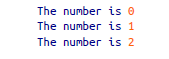 The number is 0
The number is 1
The number is 2